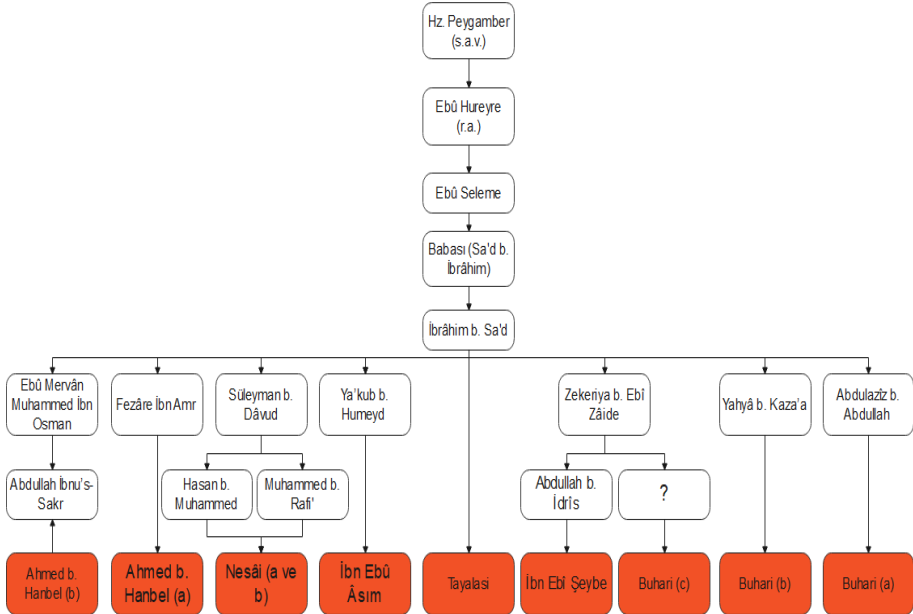 Hz. Peygamber
(s.a.v.)
Ebû Hureyre
(r.a.)
Ebû Seleme
Babası (Sa'd b.
İbrâhim)
İbrâhim b. Sa'd
Ebû Mervân
Muhammed İbn
Osman
Fezâre İbn Amr
Süleyman b.
Dâvud
Ya'kub b.
Humeyd
Zekeriya b. Ebî
Zâide
Yahyâ b. Kaza'a
Abdulazîz b.
Abdullah
Abdullah İbnu's-
Sakr
Hasan b.
Muhammed
Muhammed b.
Rafi'
Abdullah b.
İdrîs
?
Ahmed b.
Hanbel (b)
Ahmed b.
Hanbel (a)
Nesâi (a ve
b)
İbn Ebû
Âsım
Tayalasi
İbn Ebî Şeybe
Buhari (c)
Buhari (b)
Buhari (a)